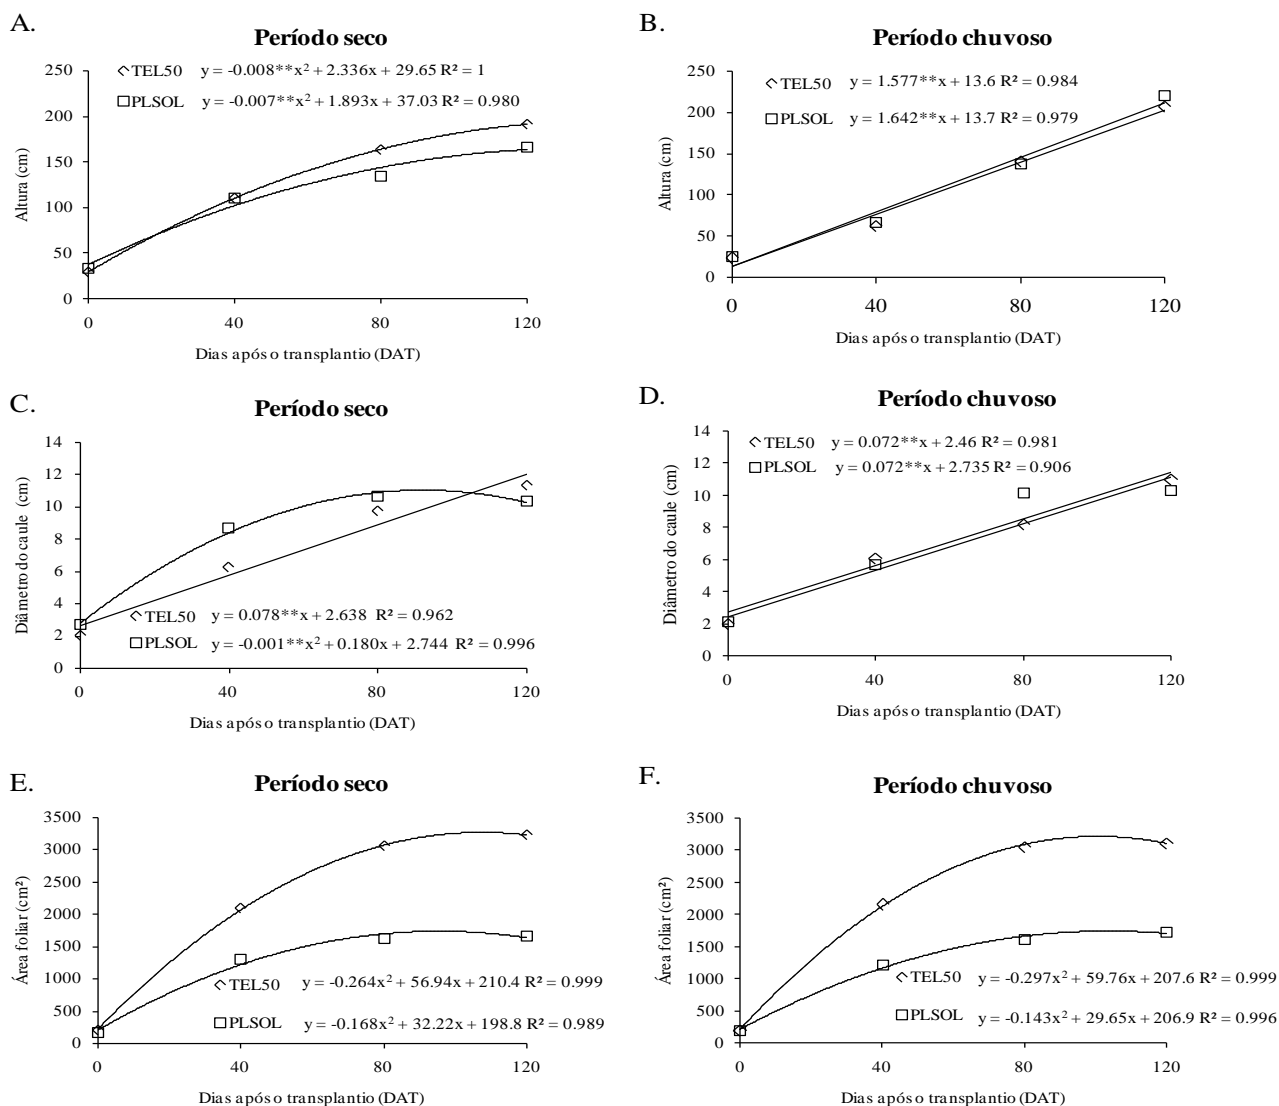 A.
Período seco
TEL50 y = -0.008**x² + 2.336x + 29.65 R² = 1
PLSOL y = -0.007**x² + 1.893x + 37.03 R² = 0.980
250
200
150
100
50
0
Altura (cm)
0 40 80 120
Dias após o transplantio (DAT)
B.
Período chuvoso
TEL50 y = 1.577**x + 13.6 R² = 0.984
PLSOL y = 1.642**x + 13.7 R² = 0.979
250
200
150
100
50
0
Altura (cm)
0 40 80 120
Dias após o transplantio (DAT)
C.
Período seco
14
12
10
8
6
4
2
0
Diâmetro do caule (cm)
TEL50 y = 0.078**x + 2.638 R² = 0.962
PLSOL y = -0.001**x² + 0.180x + 2.744 R² = 0.996
0 40 80 120
Dias após o transplantio (DAT)
D.
Período chuvoso
TEL50 y = 0.072**x + 2.46 R² = 0.981
PLSOL y = 0.072**x + 2.735 R² = 0.906
14
12
10
8
6
4
2
0
Diâmetro do caule (cm)
0 40 80 120
Dias após o transplantio (DAT)
E.
Período seco
3500
3000
2500
2000
1500
1000
500
0
Área foliar (cm²)
TEL50 y = -0.264x² + 56.94x + 210.4 R² = 0.999
PLSOL y = -0.168x² + 32.22x + 198.8 R² = 0.989
0 40 80 120
Dias após o transplantio (DAT)
F.
Período chuvoso
3500
3000
2500
2000
1500
1000
500
0
Área foliar (cm²)
TEL50 y = -0.297x² + 59.76x + 207.6 R² = 0.999
PLSOL y = -0.143x² + 29.65x + 206.9 R² = 0.996
0 40 80 120
Dias após o transplantio (DAT)